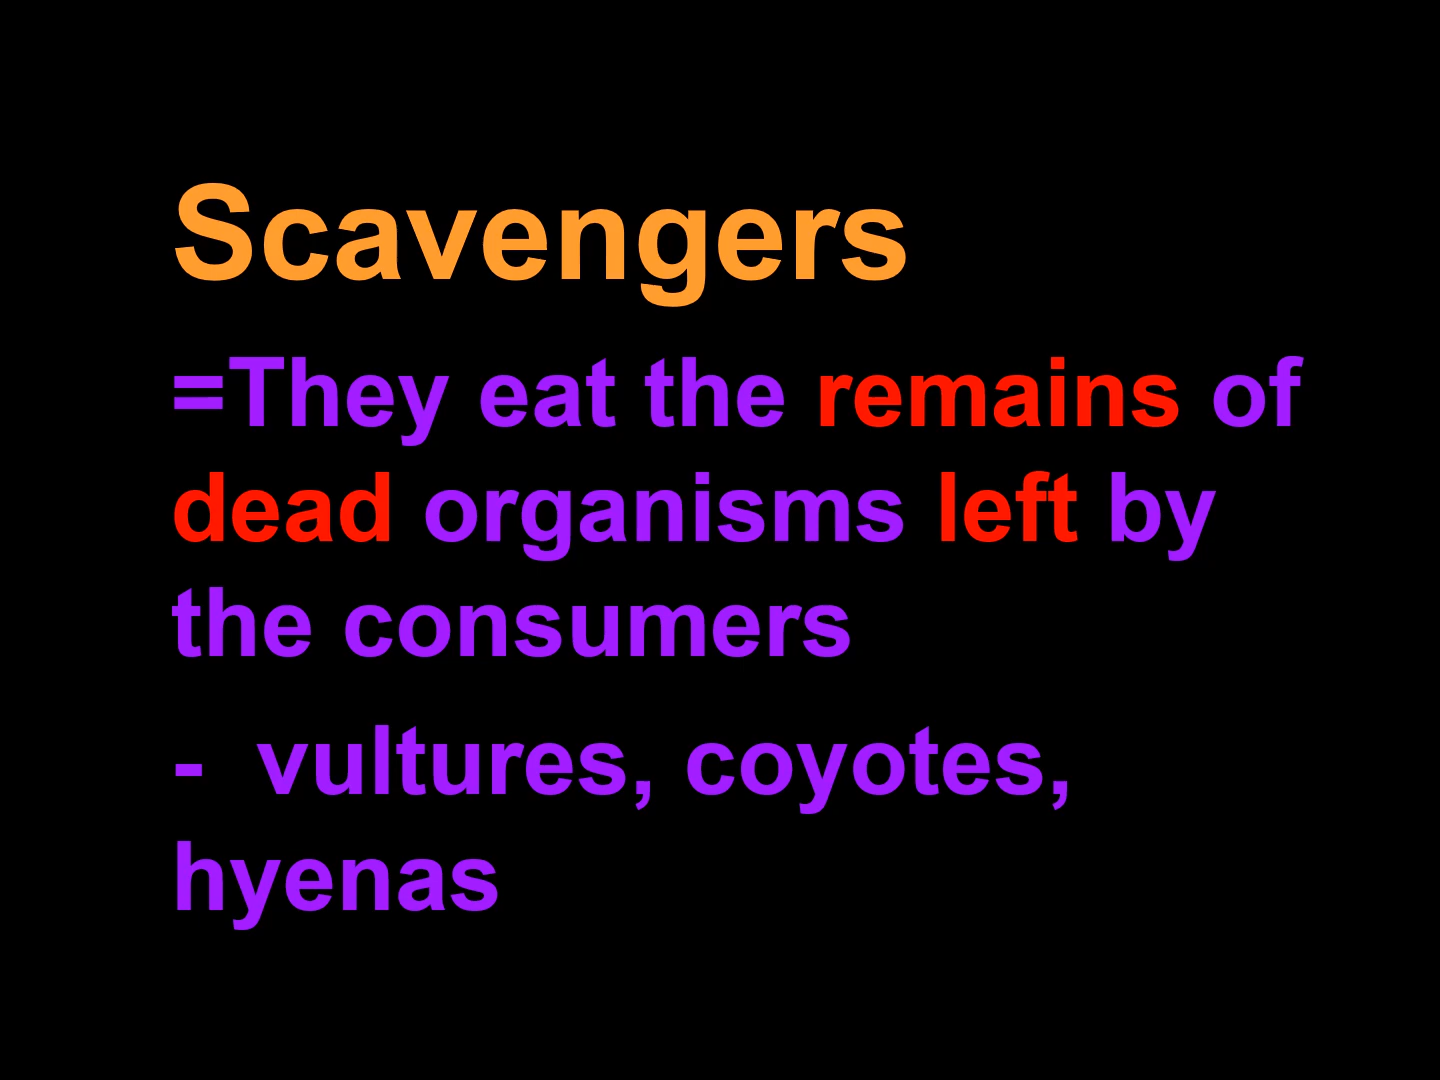 Scavengers
=They eat the remains of
dead organisms left by
the consumers
-  vultures, coyotes,
hyenas